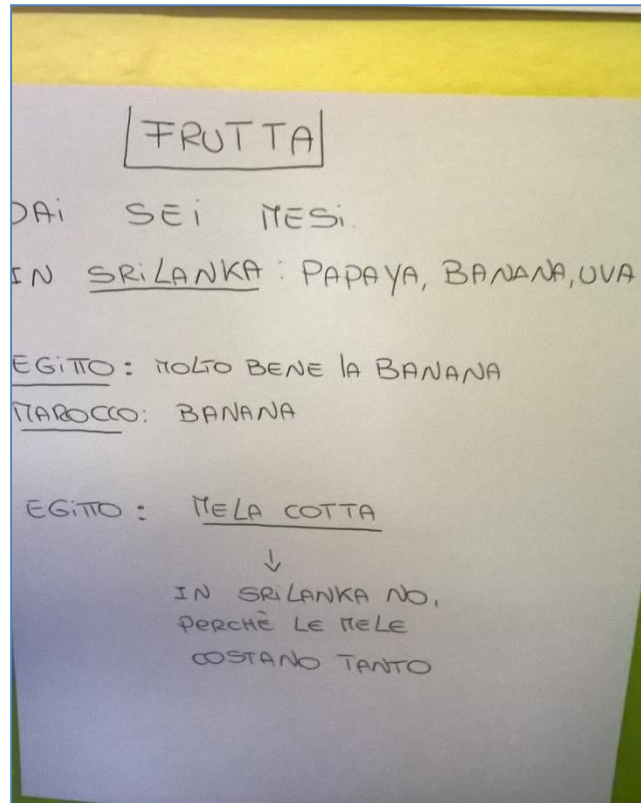 FRUTTA
DAi SEi MESi.
IN SRiLANKA: PAPAYA, BANANA, UVA
EGiTTO: MOLTO BENE lA BANANA
MAROCCO: BANANA
EGiTTO: MELA COTTA
↓
IN SRiLANKA NO,
PERCHÈ LE MELE
COSTANO TANTO